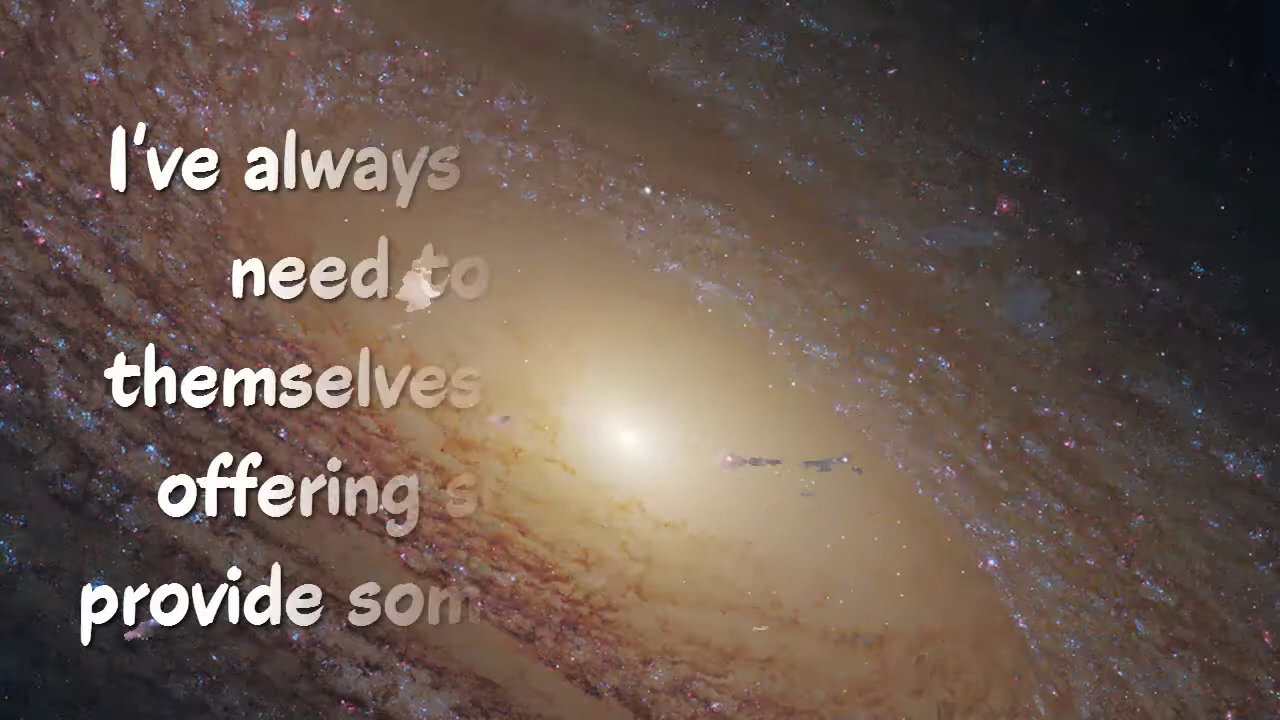 I've always
need to
themselves
offering s
provide som